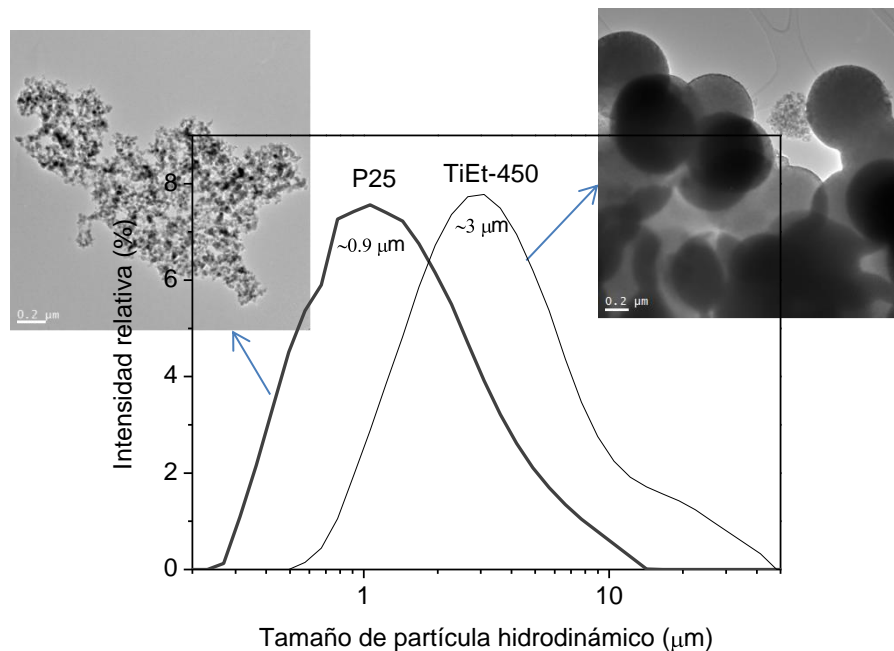 P25
TiEt-450
~0.9 μm
~3 μm
0.2 μm
0.2 μm
8
6
4
2
0
Intensidad relativa (%)
1
10
Tamaño de partícula hidrodinámico (μm)